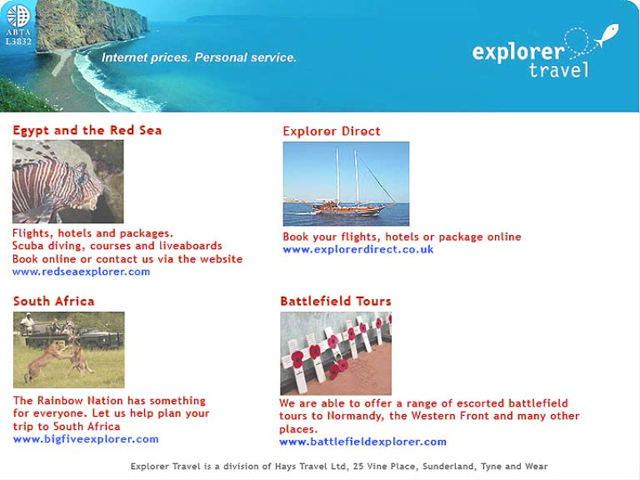 ABTA
L3832
Internet prices. Personal service.
explorer
travel
Egypt and the Red Sea
Flights, hotels and packages.
Scuba diving, courses and liveaboards
Book online or contact us via the website
www.redseaexplorer.com
Explorer Direct
Book your flights, hotels or package online
www.explorerdirect.co.uk
South Africa
The Rainbow Nation has something
for everyone. Let us help plan your
trip to South Africa
www.bigfiveexplorer.com
Battlefield Tours
We are able to offer a range of escorted battlefield
tours to Normandy, the Western Front and many other
places.
www.battlefieldexplorer.com
Explorer Travel is a division of Hays Travel Ltd, 25 Vine Place, Sunderland, Tyne and Wear